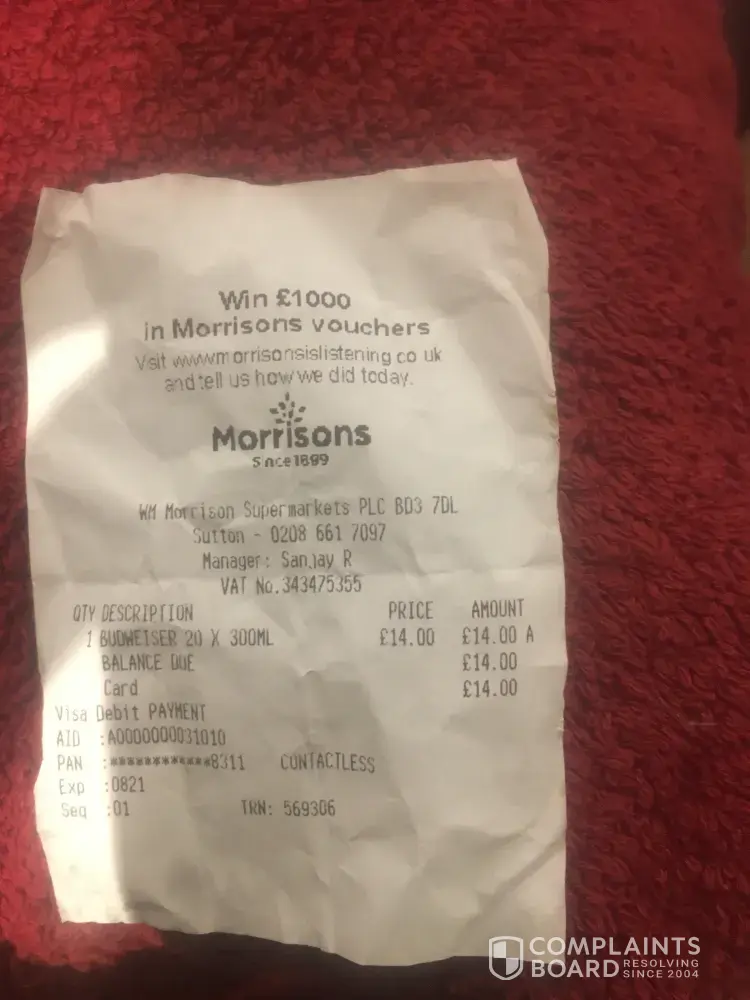 Win £1000
in Morrisons vouchers
Visit www.morrisonsislistening.co.uk
and tell us how we did today.
Morrisons
Since 1899
WM Morrison Supermarkets PLC BD3 7DL
Sutton - 0208 661 7097
Manager: Sanjay R
VAT No.343475355
QTY DESCRIPTION PRICE AMOUNT
1 BUDWEISER 20 X 300ML £14.00 £14.00 A
BALANCE DUE £14.00
Card £14.00
Visa Debit PAYMENT
AID :A0000000031010
PAN :************8311 CONTACTLESS
Exp :0821
Seq :01 TRN: 569306
COMPLAINTS
BOARD RESOLVING
SINCE 2004